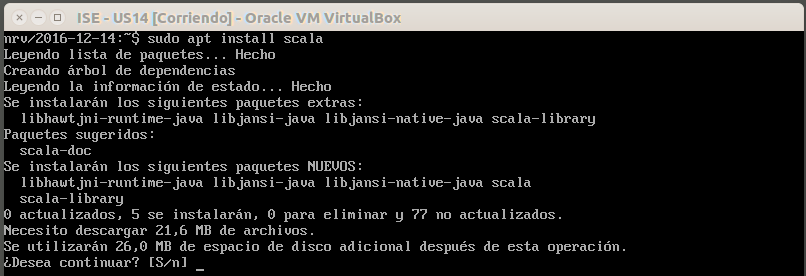 ISE - US14 [Corriendo] - Oracle VM VirtualBox
nrv/2016-12-14:~$ sudo apt install scala
Leyendo lista de paquetes... Hecho
Creando árbol de dependencias
Leyendo la información de estado... Hecho
Se instalarán los siguientes paquetes extras:
  libhawtjni-runtime-java libjansi-java libjansi-native-java scala-library
Paquetes sugeridos:
  scala-doc
Se instalarán los siguientes paquetes NUEVOS:
  libhawtjni-runtime-java libjansi-java libjansi-native-java scala
  scala-library
0 actualizados, 5 se instalarán, 0 para eliminar y 77 no actualizados.
Necesito descargar 21,6 MB de archivos.
Se utilizarán 26,0 MB de espacio de disco adicional después de esta operación.
¿Desea continuar? [S/n] _